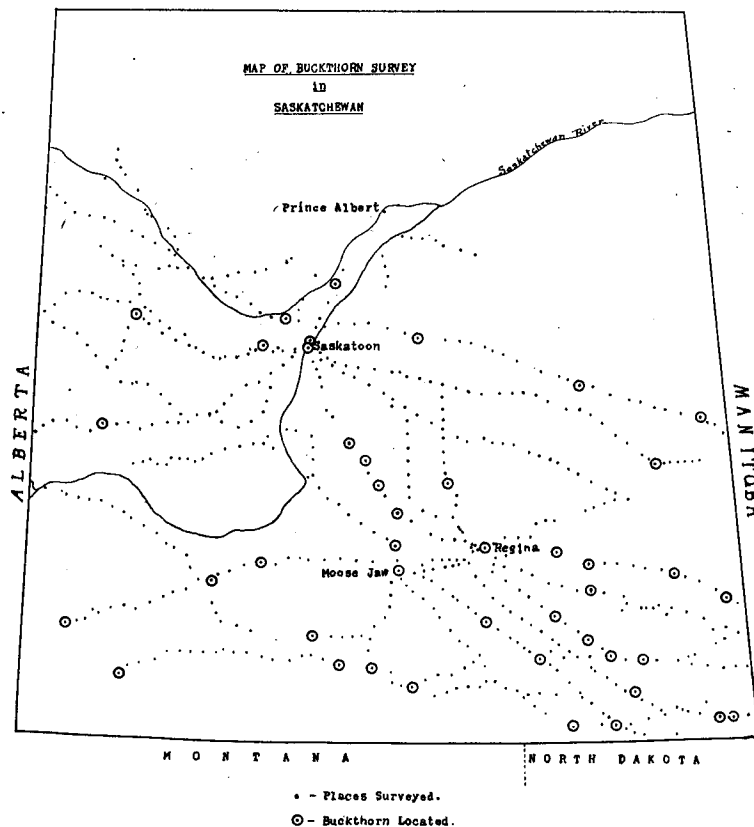 MAP OF BUCKTHORN SURVEY
in
SASKATCHEWAN
Saskatchewan River
Prince Albert
Saskatoon
ALBERTA
MANITOBA
Regina
Moose Jaw
MONTANA
NORTH DAKOTA
• - Places Surveyed.
⊙ - Buckthorn Located.